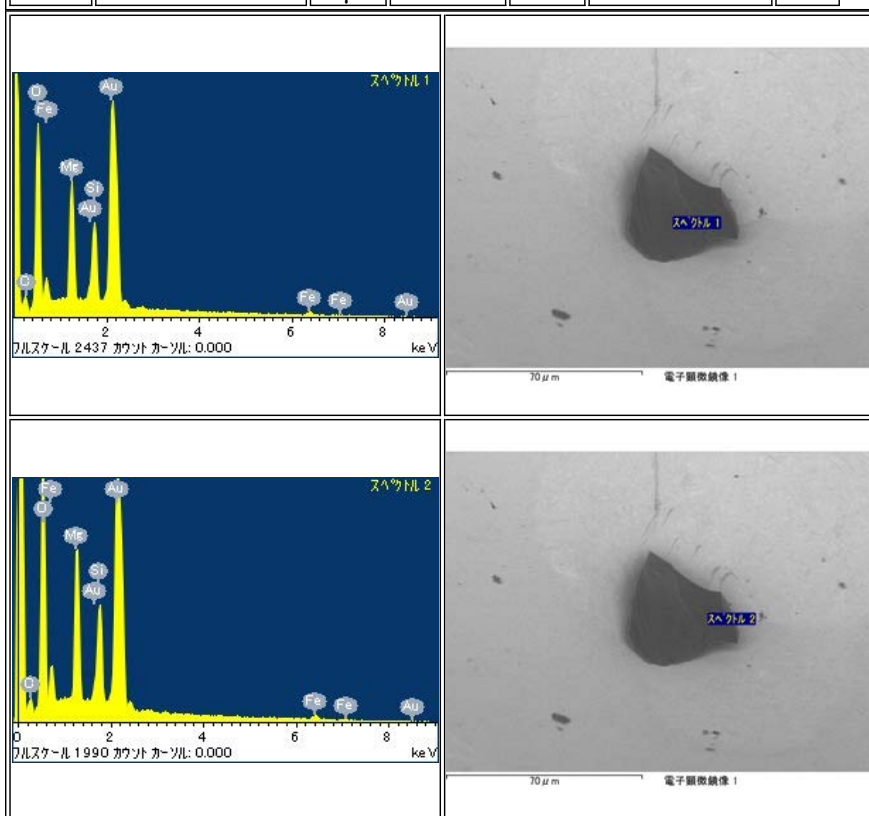 スペクトル 1
Au
O
Fe
Mg
Si
Au
C
Fe
Fe
Au
2
4
6
8
フルスケール 2437 カウント カーソル: 0.000
keV
スペクトル 1
70μm
電子顕微鏡像 1
スペクトル 2
Fe
Au
O
Mg
Si
Au
C
Fe
Fe
Au
0
2
4
6
8
フルスケール 1990 カウント カーソル: 0.000
keV
スペクトル 2
70μm
電子顕微鏡像 1